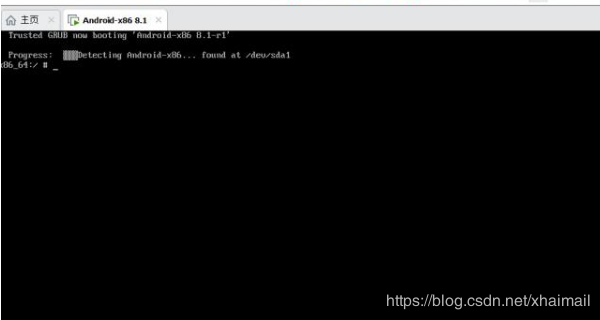 主页
Android-x86 8.1
Trusted GRUB now booting 'Android-x86 8.1-r1'
Progress: Detecting Android-x86... found at /dev/sda1
x86_64:/ # _
https://blog.csdn.net/xhaimail